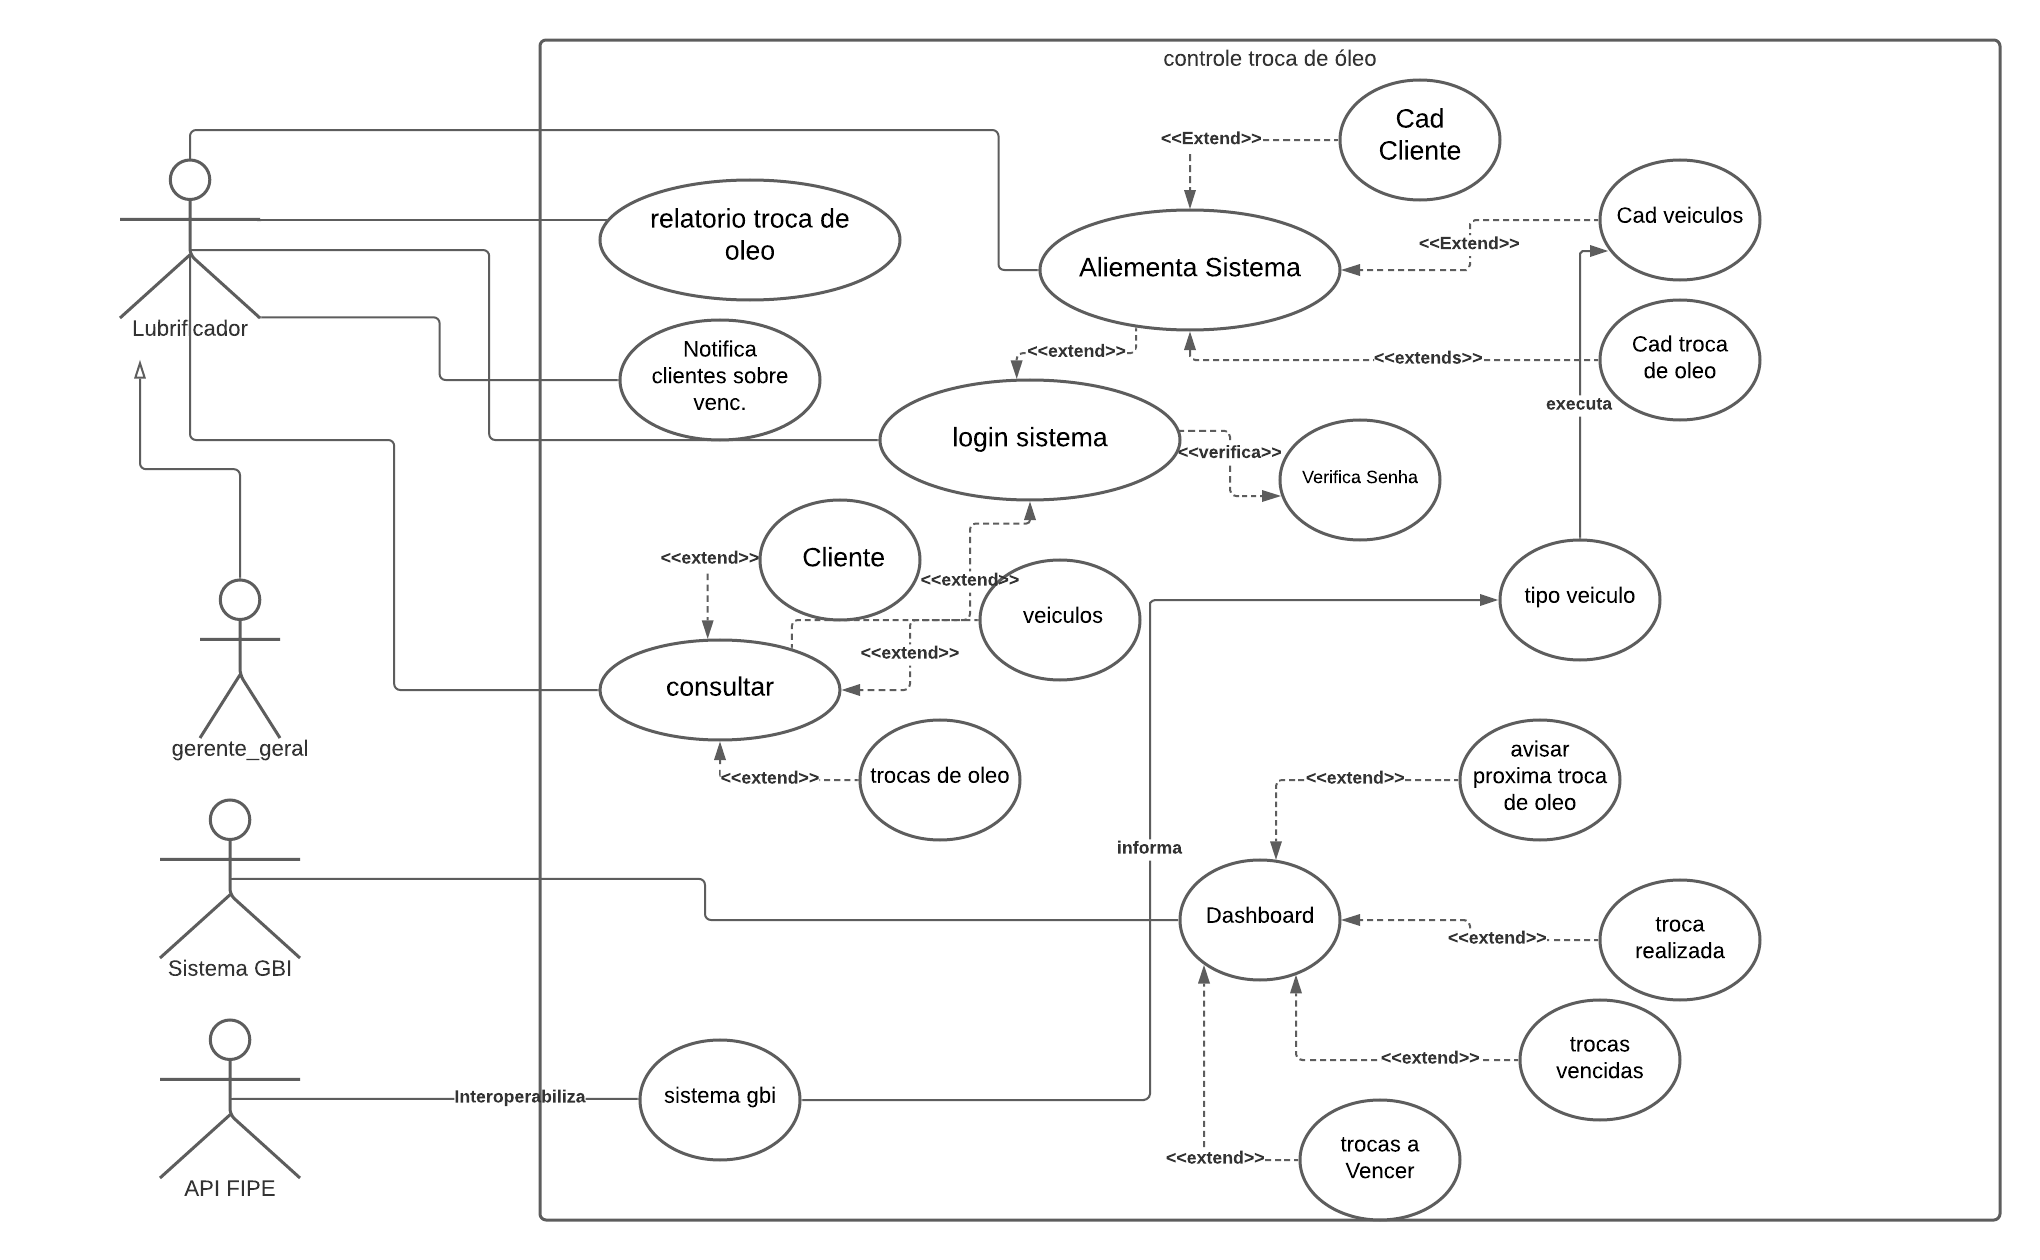 controle troca de óleo
Cad
Cliente
<<Extend>>
Cad veiculos
relatorio troca de
oleo
<<Extend>>
Aliementa Sistema
Lubrificador
Notifica
clientes sobre
venc.
<<extend>>
<<extends>>
Cad troca
de oleo
executa
login sistema
<<verifica>>
Verifica Senha
<<extend>>
Cliente
<<extend>>
veiculos
tipo veiculo
<<extend>>
consultar
gerente_geral
<<extend>>
trocas de oleo
<<extend>>
avisar
proxima troca
de oleo
informa
Dashboard
<<extend>>
troca
realizada
Sistema GBI
trocas
vencidas
<<extend>>
Interoperabiliza
sistema gbi
<<extend>>
trocas a
Vencer
API FIPE